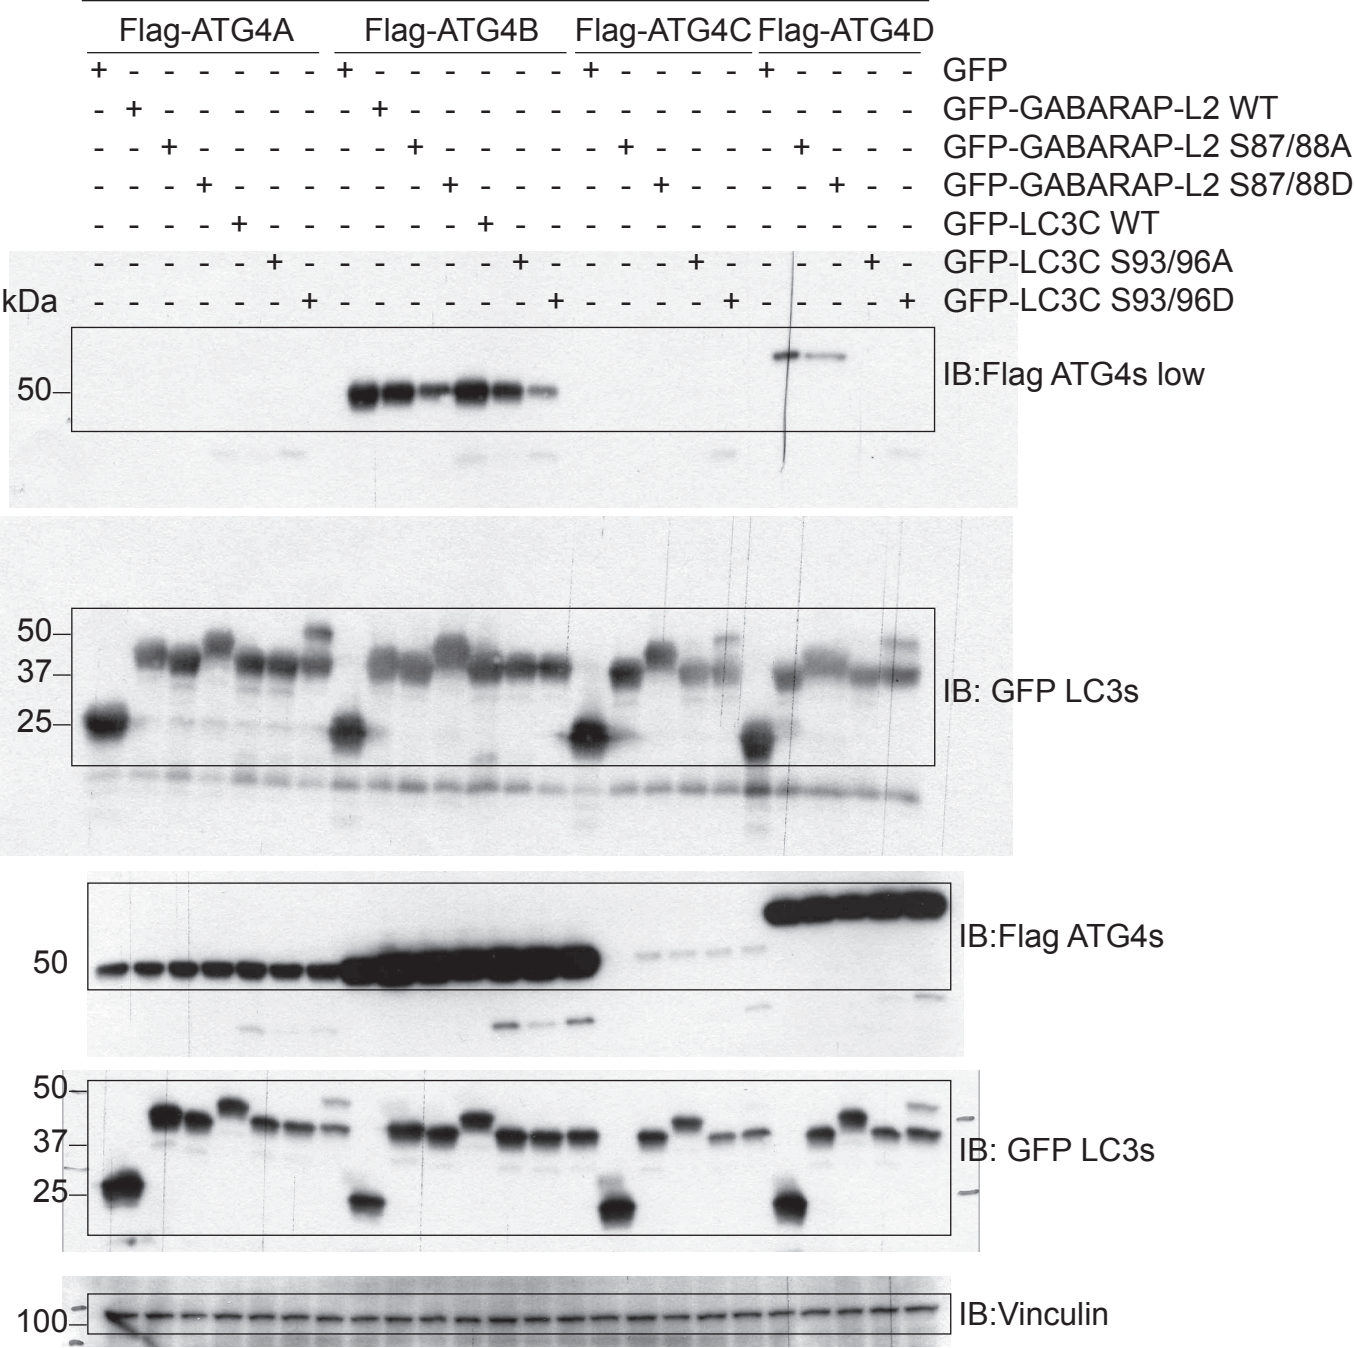 Flag-ATG4A Flag-ATG4B Flag-ATG4C Flag-ATG4D
+ - - - - - - + - - - - - - + - - - - + - - - - GFP
- + - - - - - - + - - - - - - - - - - - - - - - GFP-GABARAP-L2 WT
- - + - - - - - - + - - - - - + - - - - + - - - GFP-GABARAP-L2 S87/88A
- - - + - - - - - - + - - - - - + - - - - + - - GFP-GABARAP-L2 S87/88D
- - - - + - - - - - - + - - - - - - - - - - - - GFP-LC3C WT
- - - - - + - - - - - - + - - - - + - - - - + - GFP-LC3C S93/96A
kDa - - - - - - + - - - - - - + - - - - + - - - - + GFP-LC3C S93/96D
IB:Flag ATG4s low
50
50
37
IB: GFP LC3s
25
IB:Flag ATG4s
50
50
37
IB: GFP LC3s
25
100 IB:Vinculin